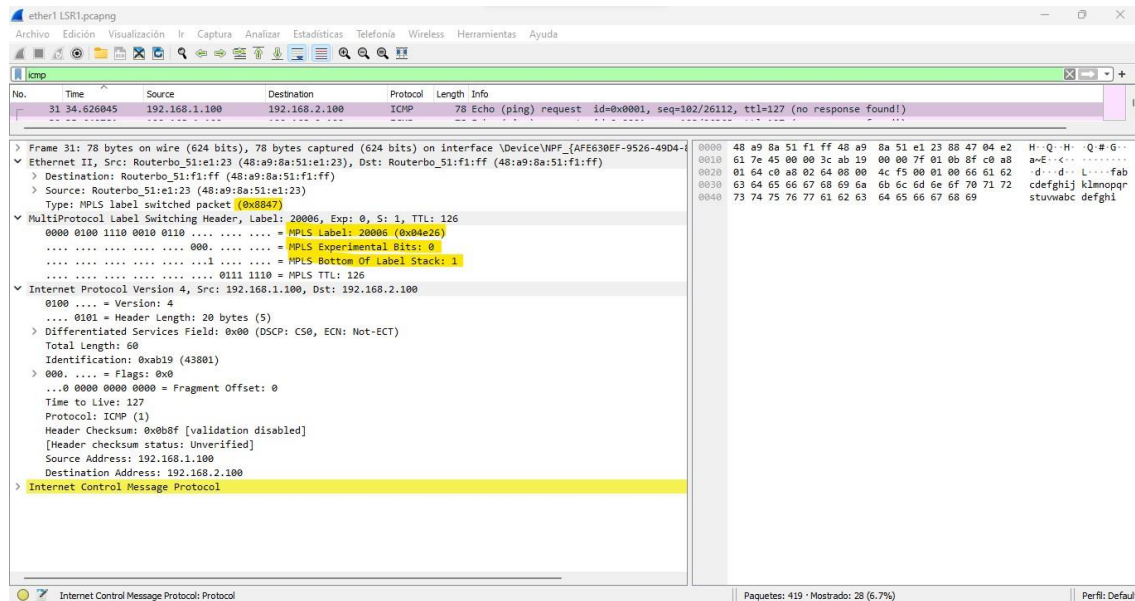 ether1 LSR1.pcapng
Archivo Edición Visualización Ir Captura Analizar Estadísticas Telefonía Wireless Herramientas Ayuda
icmp
No. Time Source Destination Protocol Length Info
31 34.626045 192.168.1.100 192.168.2.100 ICMP 78 Echo (ping) request id=0x0001, seq=102/26112, ttl=127 (no response found!)
> Frame 31: 78 bytes on wire (624 bits), 78 bytes captured (624 bits) on interface \Device\NPF_{AFE630EF-9526-49D4-
Ethernet II, Src: Routerbo_51:e1:23 (48:a9:8a:51:e1:23), Dst: Routerbo_51:f1:ff (48:a9:8a:51:f1:ff)
> Destination: Routerbo_51:f1:ff (48:a9:8a:51:f1:ff)
> Source: Routerbo_51:e1:23 (48:a9:8a:51:e1:23)
Type: MPLS label switched packet (0x8847)
MultiProtocol Label Switching Header, Label: 20006, Exp: 0, S: 1, TTL: 126
0000 0100 1110 0010 0110 .... .... .... = MPLS Label: 20006 (0x04e26)
.... .... .... .... .... 000. .... .... = MPLS Experimental Bits: 0
.... .... .... .... .... ...1 .... .... = MPLS Bottom Of Label Stack: 1
.... .... .... .... .... .... 0111 1110 = MPLS TTL: 126
Internet Protocol Version 4, Src: 192.168.1.100, Dst: 192.168.2.100
0100 .... = Version: 4
.... 0101 = Header Length: 20 bytes (5)
> Differentiated Services Field: 0x00 (DSCP: CS0, ECN: Not-ECT)
Total Length: 60
Identification: 0xab19 (43801)
> 000. .... = Flags: 0x0
...0 0000 0000 0000 = Fragment Offset: 0
Time to Live: 127
Protocol: ICMP (1)
Header Checksum: 0x0b8f [validation disabled]
[Header checksum status: Unverified]
Source Address: 192.168.1.100
Destination Address: 192.168.2.100
> Internet Control Message Protocol
0000 48 a9 8a 51 f1 ff 48 a9 8a 51 e1 23 88 47 04 e2 H··Q··H· ·Q·#·G··
0010 61 7e 45 00 00 3c ab 19 00 00 7f 01 0b 8f c0 a8 a~E··<·· ········
0020 01 64 c0 a8 02 64 08 00 4c f5 00 01 00 66 61 62 ·d···d·· L····fab
0030 63 64 65 66 67 68 69 6a 6b 6c 6d 6e 6f 70 71 72 cdefghij klmnopqr
0040 73 74 75 76 77 61 62 63 64 65 66 67 68 69 stuvwabc defghi
Internet Control Message Protocol: Protocol
Paquetes: 419 · Mostrado: 28 (6.7%)
Perfil: Defaul